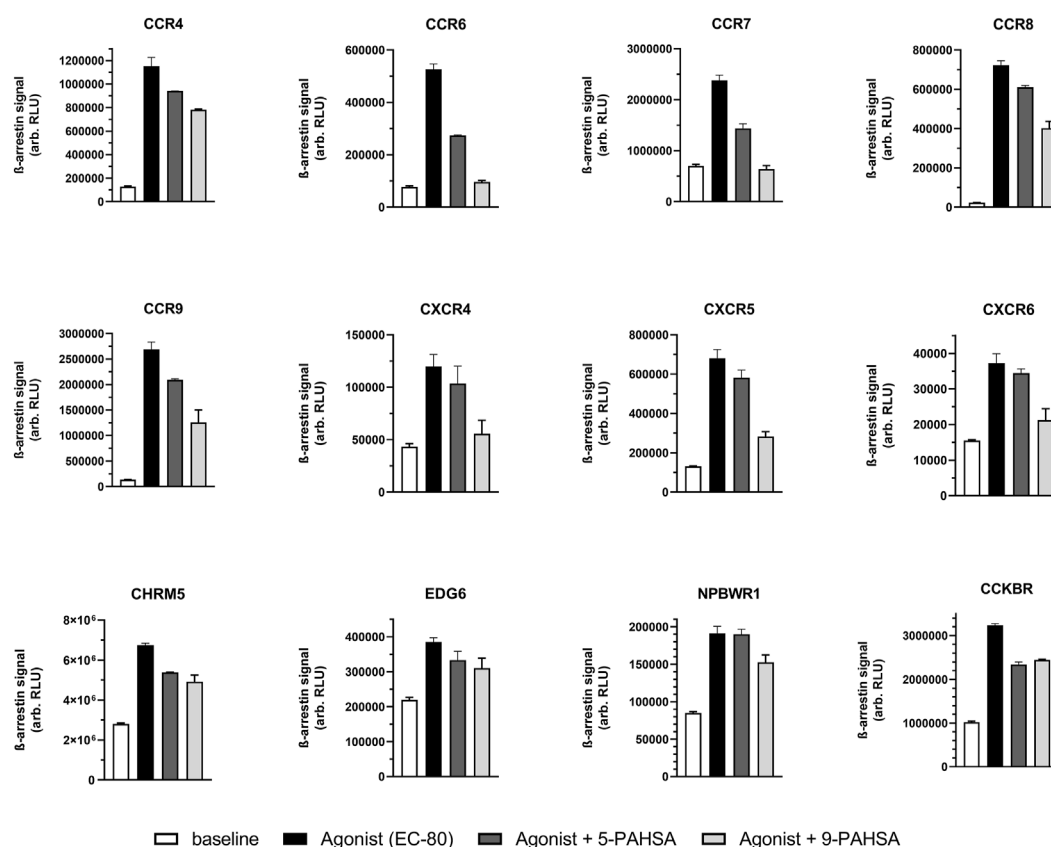 CCR4
ß-arrestin signal
(arb. RLU)
1200000
1000000
800000
600000
400000
200000
0
CCR6
ß-arrestin signal
(arb. RLU)
600000
400000
200000
0
CCR7
ß-arrestin signal
(arb. RLU)
3000000
2000000
1000000
0
CCR8
ß-arrestin signal
(arb. RLU)
800000
600000
400000
200000
0
CCR9
ß-arrestin signal
(arb. RLU)
3000000
2500000
2000000
1500000
1000000
500000
0
CXCR4
ß-arrestin signal
(arb. RLU)
150000
100000
50000
0
CXCR5
ß-arrestin signal
(arb. RLU)
800000
600000
400000
200000
0
CXCR6
ß-arrestin signal
(arb. RLU)
40000
30000
20000
10000
0
CHRM5
ß-arrestin signal
(arb. RLU)
8×10⁶
6×10⁶
4×10⁶
2×10⁶
0
EDG6
ß-arrestin signal
(arb. RLU)
400000
300000
200000
100000
0
NPBWR1
ß-arrestin signal
(arb. RLU)
200000
150000
100000
50000
0
CCKBR
ß-arrestin signal
(arb. RLU)
3000000
2000000
1000000
0
baseline Agonist (EC-80) Agonist + 5-PAHSA Agonist + 9-PAHSA